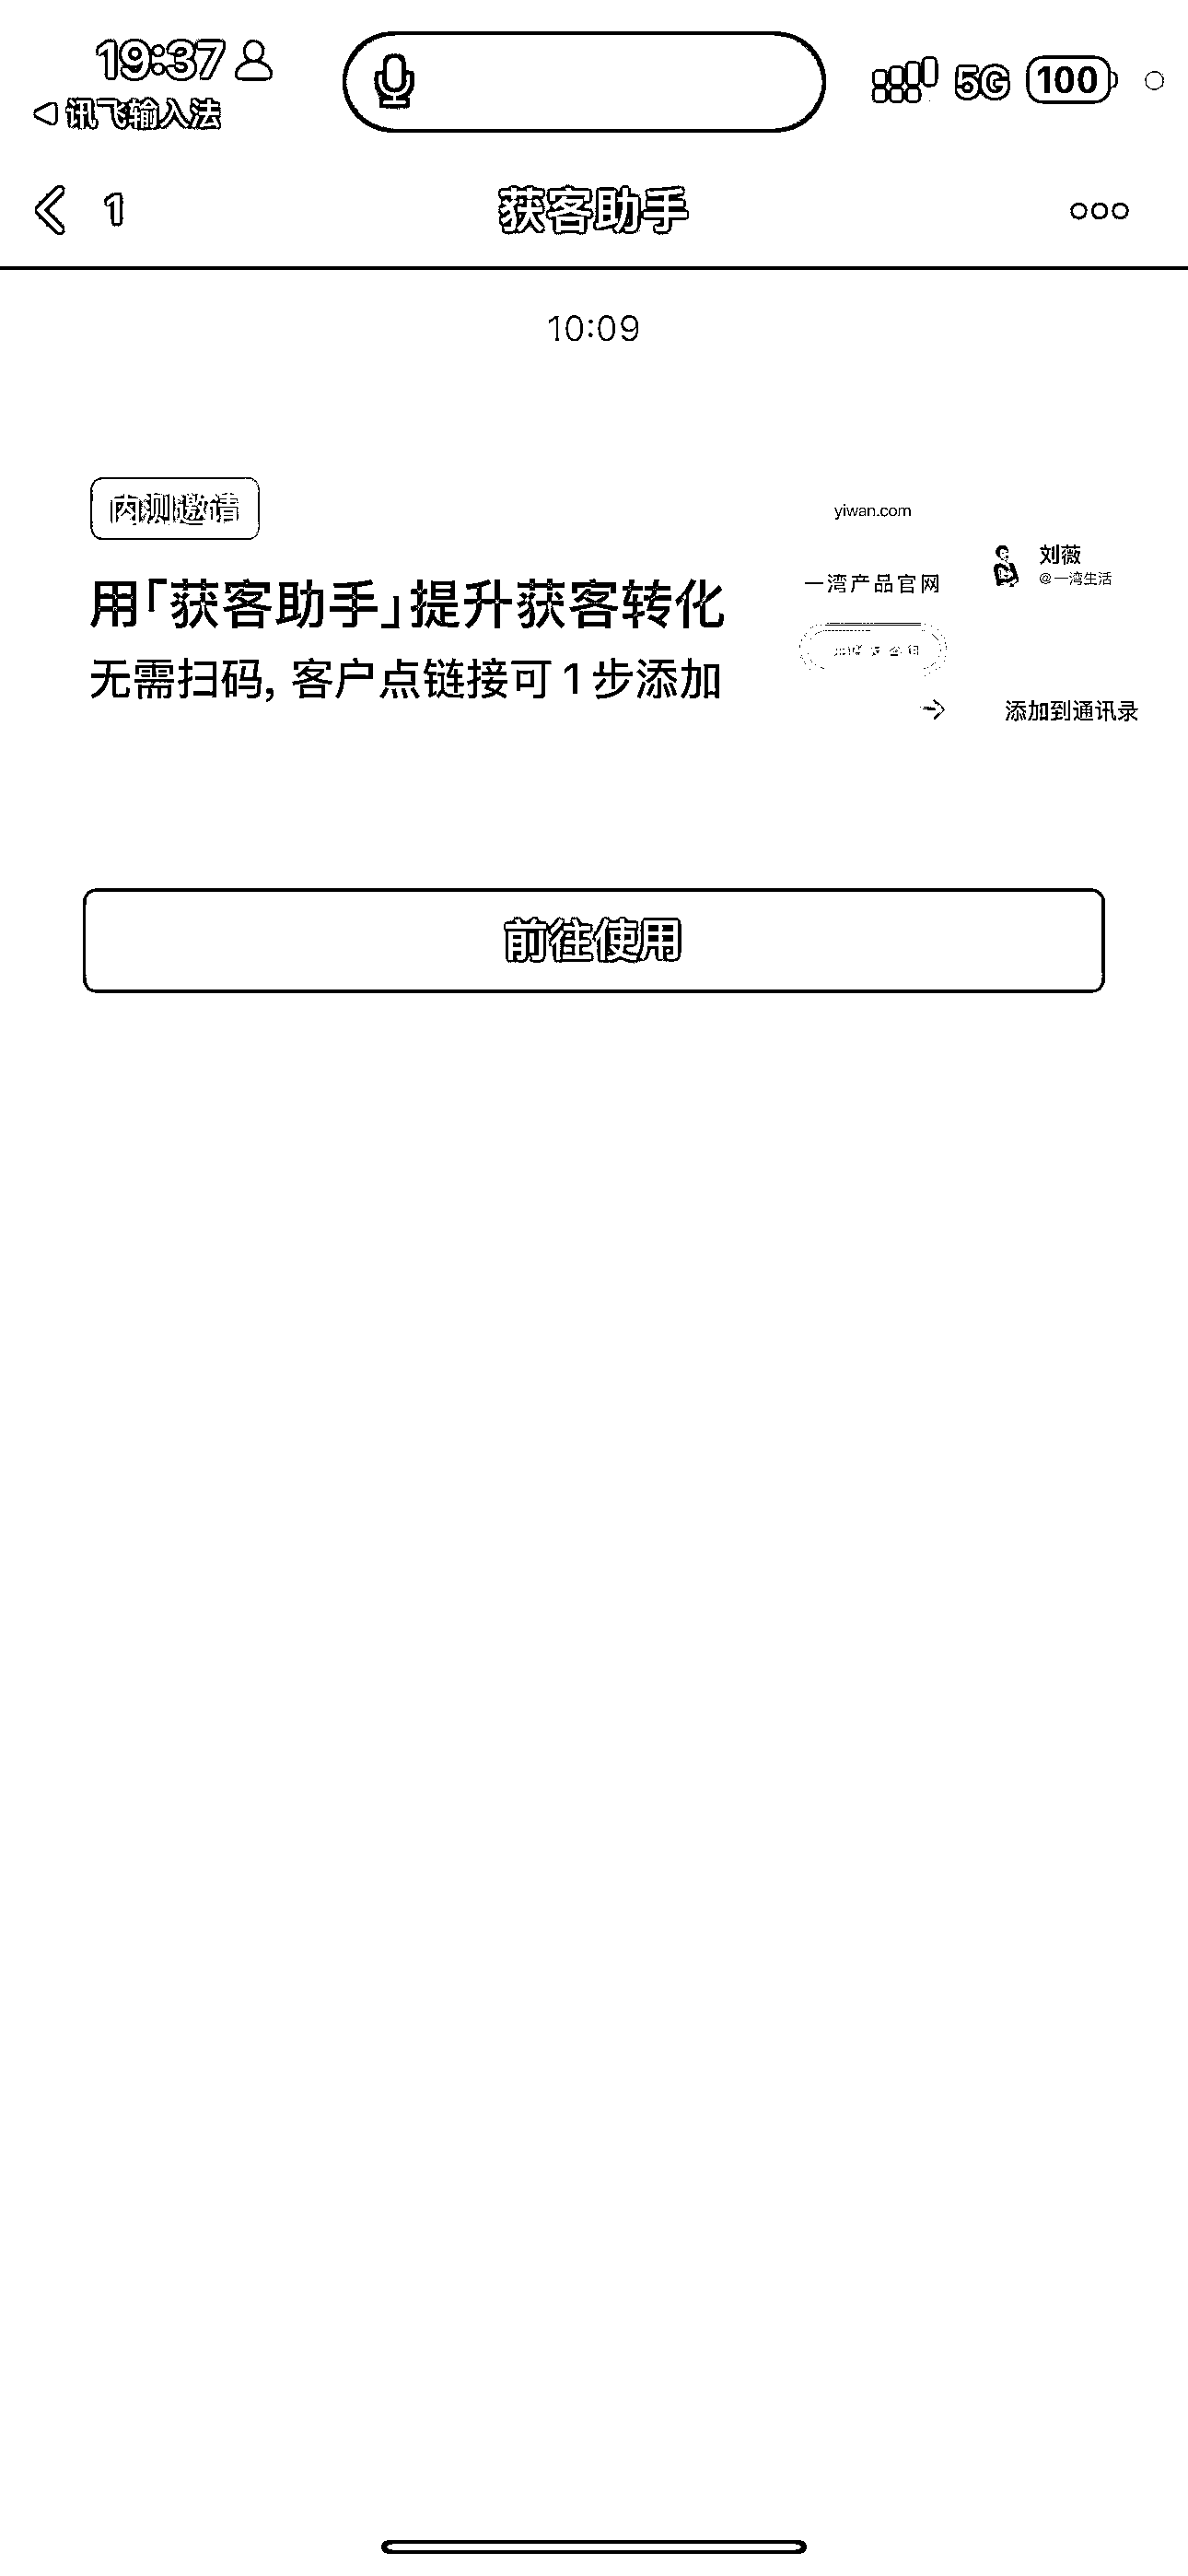 19:37
5G
100
讯飞输入法
1
获客助手
10:09
内测邀请
用「获客助手」提升获客转化
无需扫码, 客户点链接可 1 步添加
yiwan.com
一湾产品官网
刘薇
@一湾生活
添加到通讯录
前往使用